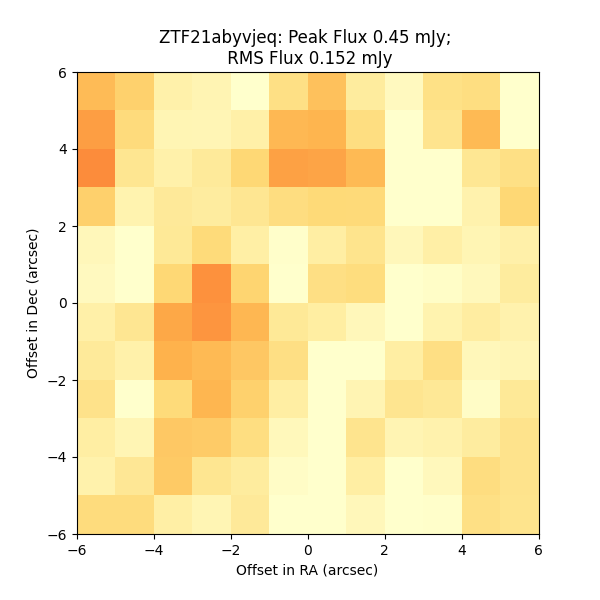 ZTF21abyvjeq: Peak Flux 0.45 mJy;
RMS Flux 0.152 mJy
6
4
2
0
−2
−4
−6
Offset in Dec (arcsec)
−6 −4 −2 0 2 4 6
Offset in RA (arcsec)